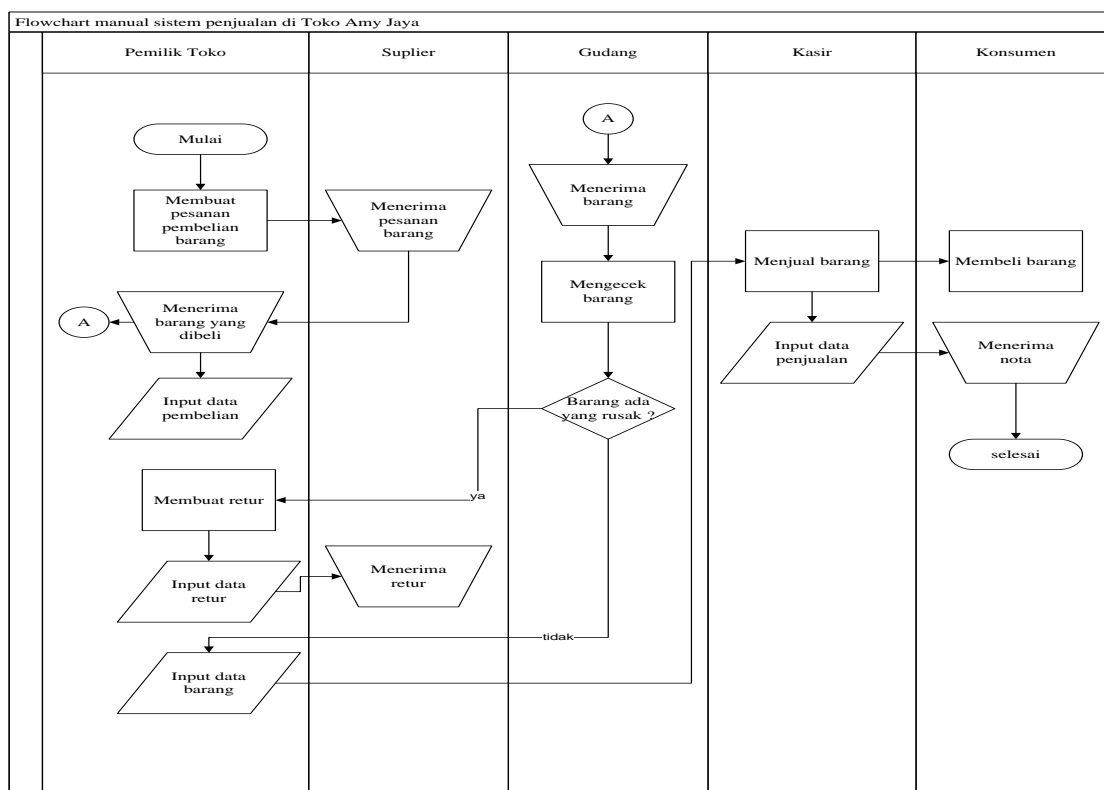 Flowchart manual sistem penjualan di Toko Amy Jaya
Pemilik Toko
Suplier
Gudang
Kasir
Konsumen
Mulai
Membuat
pesanan
pembelian
barang
Menerima
pesanan
barang
Menerima
barang yang
dibeli
A
Input data
pembelian
A
Menerima
barang
Mengecek
barang
Barang ada
yang rusak ?
ya
Membuat retur
Input data
retur
Menerima
retur
tidak
Input data
barang
Menjual barang
Membeli barang
Input data
penjualan
Menerima
nota
selesai